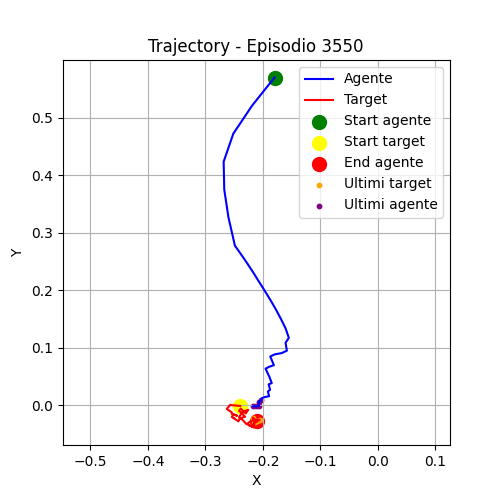 Trajectory - Episodio 3550
Agente
Target
Start agente
Start target
End agente
Ultimi target
Ultimi agente
0.5
0.4
0.3
0.2
0.1
0.0
Y
−0.5 −0.4 −0.3 −0.2 −0.1 0.0 0.1
X